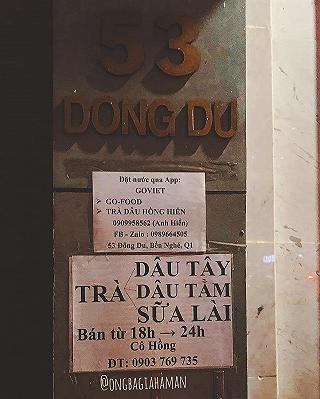 53
DONG DU
Đặt nước qua App:
GOVIET
➢ GO-FOOD
➢ TRÀ DÂU HỒNG HIÊN
0909958562 (Anh Hiển)
FB - Zalo : 0989664505
53 Đồng Du, Bến Nghé, Q1
TRÀ
DÂU TÂY
DÂU TẰM
SỮA LÀI
Bán từ 18h → 24h
Cô Hồng
ĐT: 0903 769 735
@ONGBAGIAHAMAN